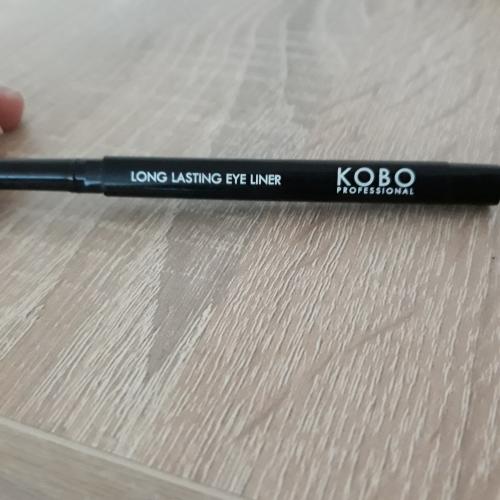 LONG LASTING EYE LINER
KOBO
PROFESSIONAL